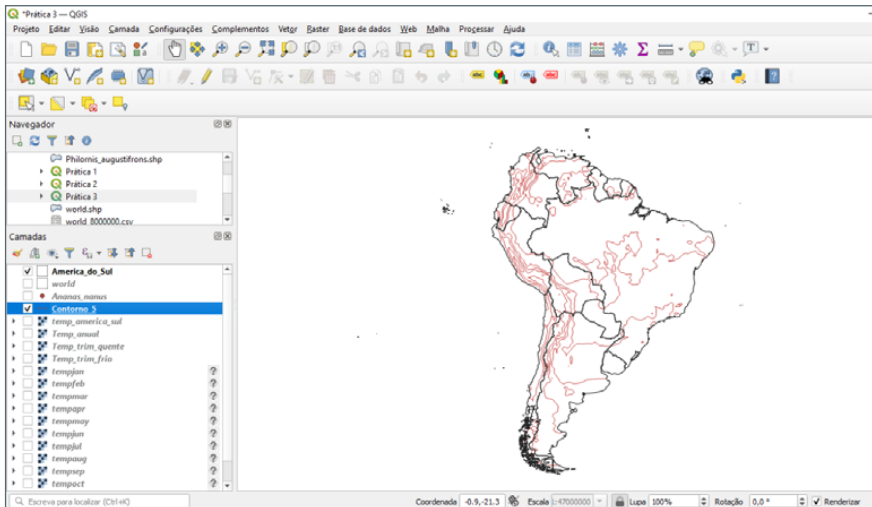 *Prática 3 — QGIS
Projeto Editar Visão Camada Configurações Complementos Vetor Raster Base de dados Web Malha Processar Ajuda
Navegador
Philornis_augustifrons.shp
Prática 1
Prática 2
Prática 3
world.shp
world_8000000.csv
Camadas
America_do_Sul
world
Ananas_nanus
Contorno_5
temp_america_sul
Temp_anual
Temp_trim_quente
Temp_trim_frio
tempjan
tempfeb
tempmar
tempapr
tempmay
tempjun
tempjul
tempaug
tempsep
tempoct
Escreva para localizar (Ctrl+K) Coordenada -0.9,-21.3 Escala 1:47000000 Lupa 100% Rotação 0,0 ° Renderizar